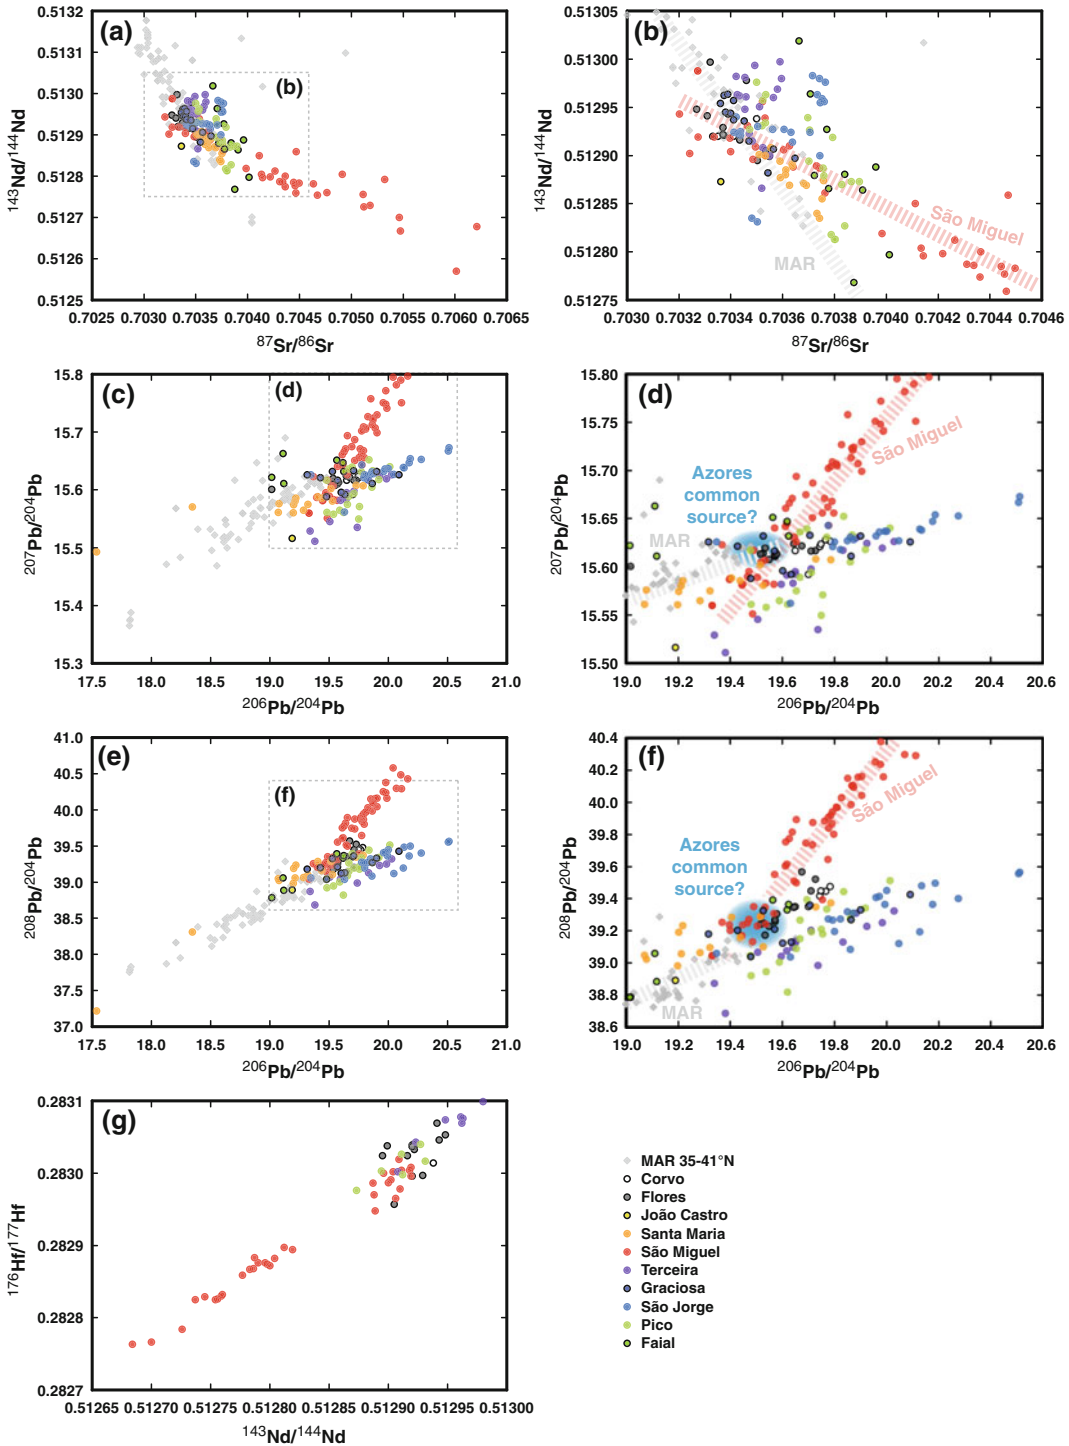 (a)
(b)
0.5132
0.5131
0.5130
0.5129
0.5128
0.5127
0.5126
0.5125
143Nd/144Nd
0.7025 0.7030 0.7035 0.7040 0.7045 0.7050 0.7055 0.7060 0.7065
87Sr/86Sr
(b)
0.51305
0.51300
0.51295
0.51290
0.51285
0.51280
0.51275
143Nd/144Nd
São Miguel
MAR
0.7030 0.7032 0.7034 0.7036 0.7038 0.7040 0.7042 0.7044 0.7046
87Sr/86Sr
(c)
(d)
15.8
15.7
15.6
15.5
15.4
15.3
207Pb/204Pb
17.5 18.0 18.5 19.0 19.5 20.0 20.5 21.0
206Pb/204Pb
(d)
15.80
15.70
15.65
15.60
15.55
15.50
207Pb/204Pb
São Miguel
Azores
common
source?
MAR
19.0 19.2 19.4 19.6 19.8 20.0 20.2 20.4 20.6
206Pb/204Pb
(e)
(f)
41.0
40.5
40.0
39.5
39.0
38.5
38.0
37.5
37.0
208Pb/204Pb
17.5 18.0 18.5 19.0 19.5 20.0 20.5 21.0
206Pb/204Pb
(f)
40.4
40.2
40.0
39.8
39.6
39.4
39.2
39.0
38.8
38.6
208Pb/204Pb
São Miguel
Azores
common
source?
MAR
19.0 19.2 19.4 19.6 19.8 20.0 20.2 20.4 20.6
206Pb/204Pb
(g)
0.2831
0.2830
0.2829
0.2828
0.2827
176Hf/177Hf
0.51265 0.51270 0.51275 0.51280 0.51285 0.51290 0.51295 0.51300
143Nd/144Nd
MAR 35-41°N
Corvo
Flores
João Castro
Santa Maria
São Miguel
Terceira
Graciosa
São Jorge
Pico
Faial